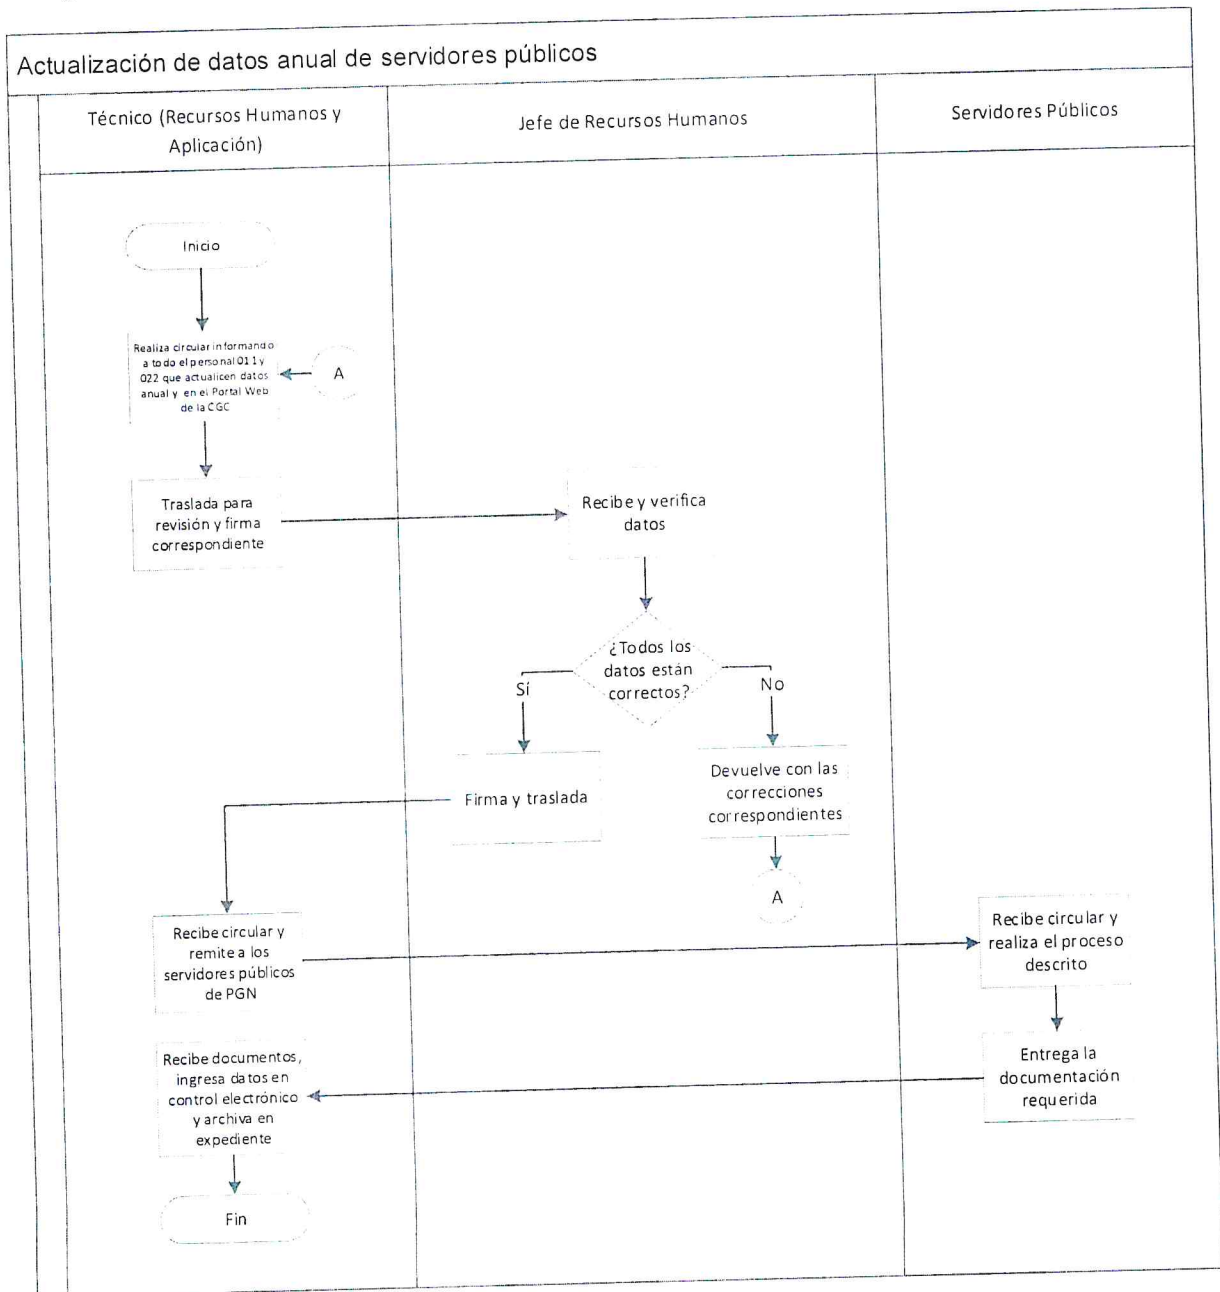 Actualización de datos anual de servidores públicos
Técnico (Recursos Humanos y
Aplicación)
Jefe de Recursos Humanos
Servidores Públicos
Inicio
Realiza circular informando
a todo el personal 011 y
022 que actualicen datos
anual y en el Portal Web
de la CGC
A
Traslada para
revisión y firma
correspondiente
Recibe y verifica
datos
¿Todos los
datos están
correctos?
Sí
No
Firma y traslada
Devuelve con las
correcciones
correspondientes
A
Recibe circular y
remite a los
servidores públicos
de PGN
Recibe circular y
realiza el proceso
descrito
Entrega la
documentación
requerida
Recibe documentos,
ingresa datos en
control electrónico
y archiva en
expediente
Fin